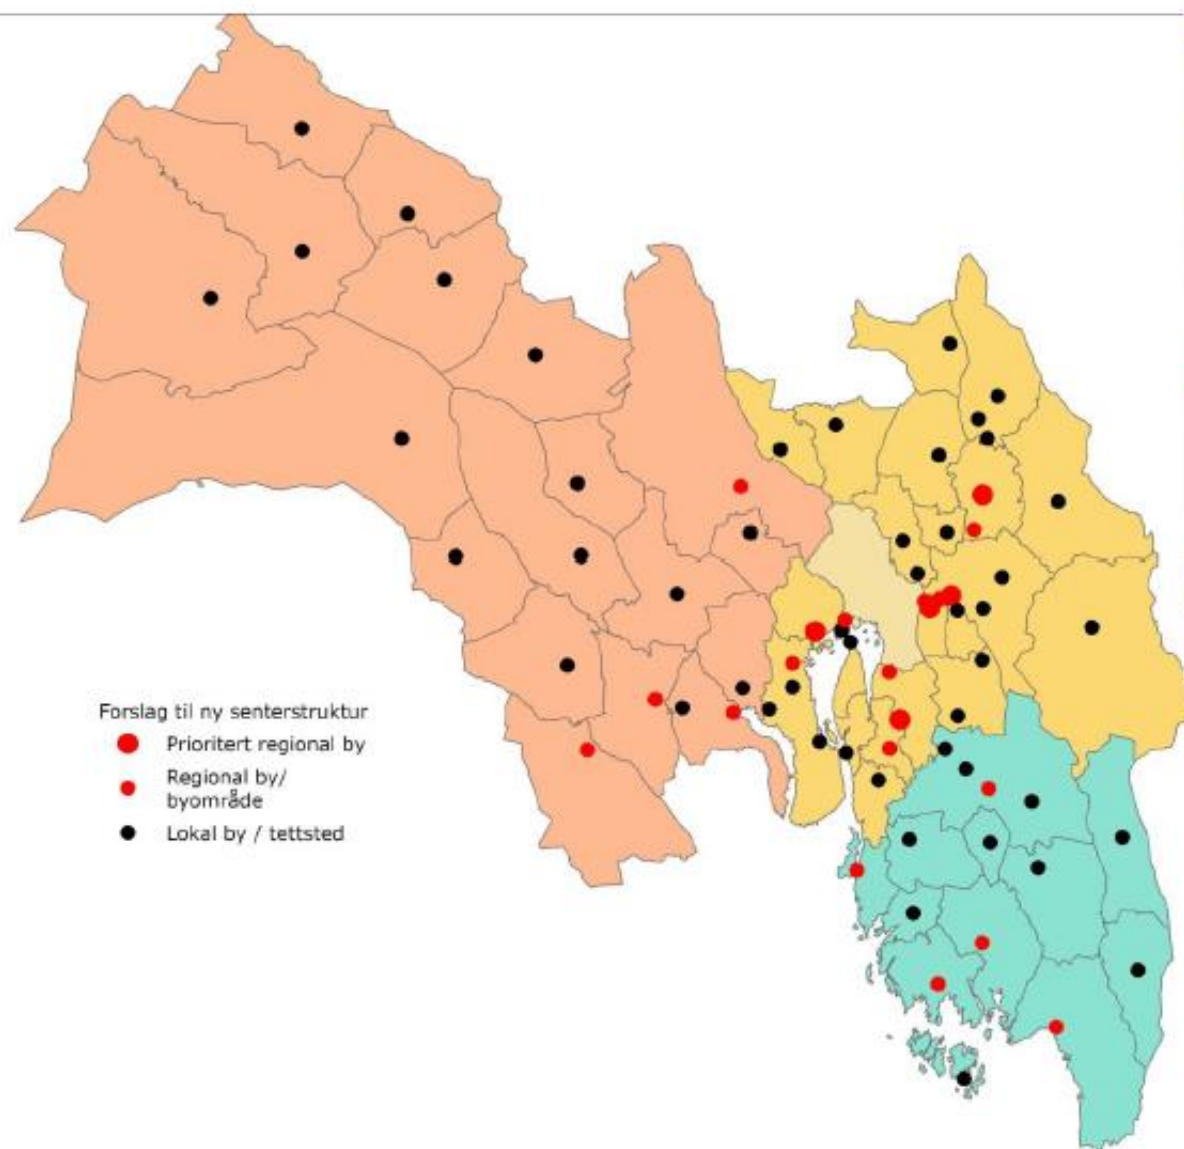 Forslag til ny senterstruktur
Prioritert regional by
Regional by/
byområde
Lokal by / tettsted